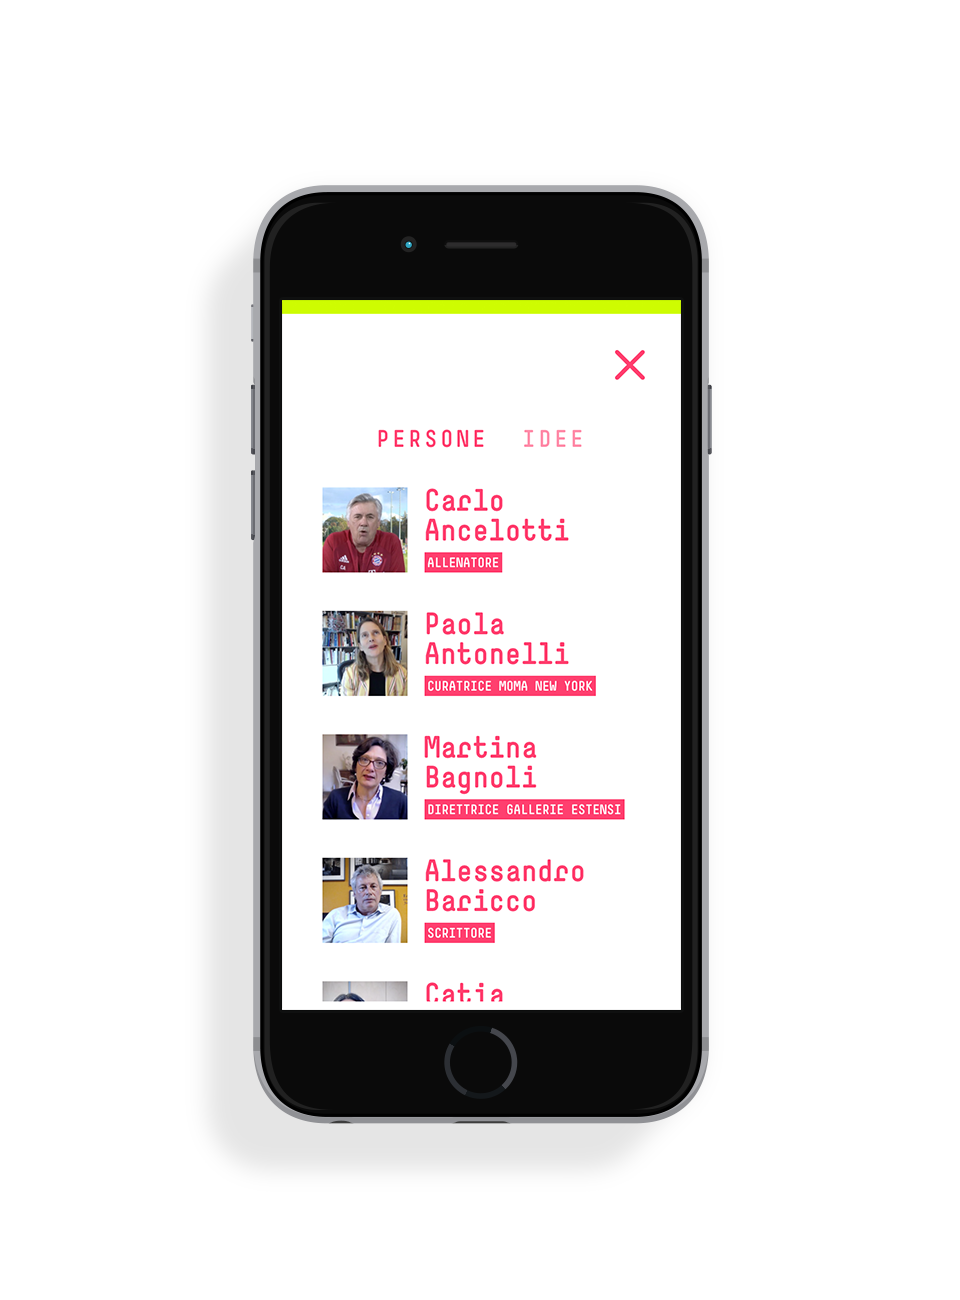 PERSONE IDEE
Carlo
Ancelotti
ALLENATORE
Paola
Antonelli
CURATRICE MOMA NEW YORK
Martina
Bagnoli
DIRETTRICE GALLERIE ESTENSI
Alessandro
Baricco
SCRITTORE
Catia